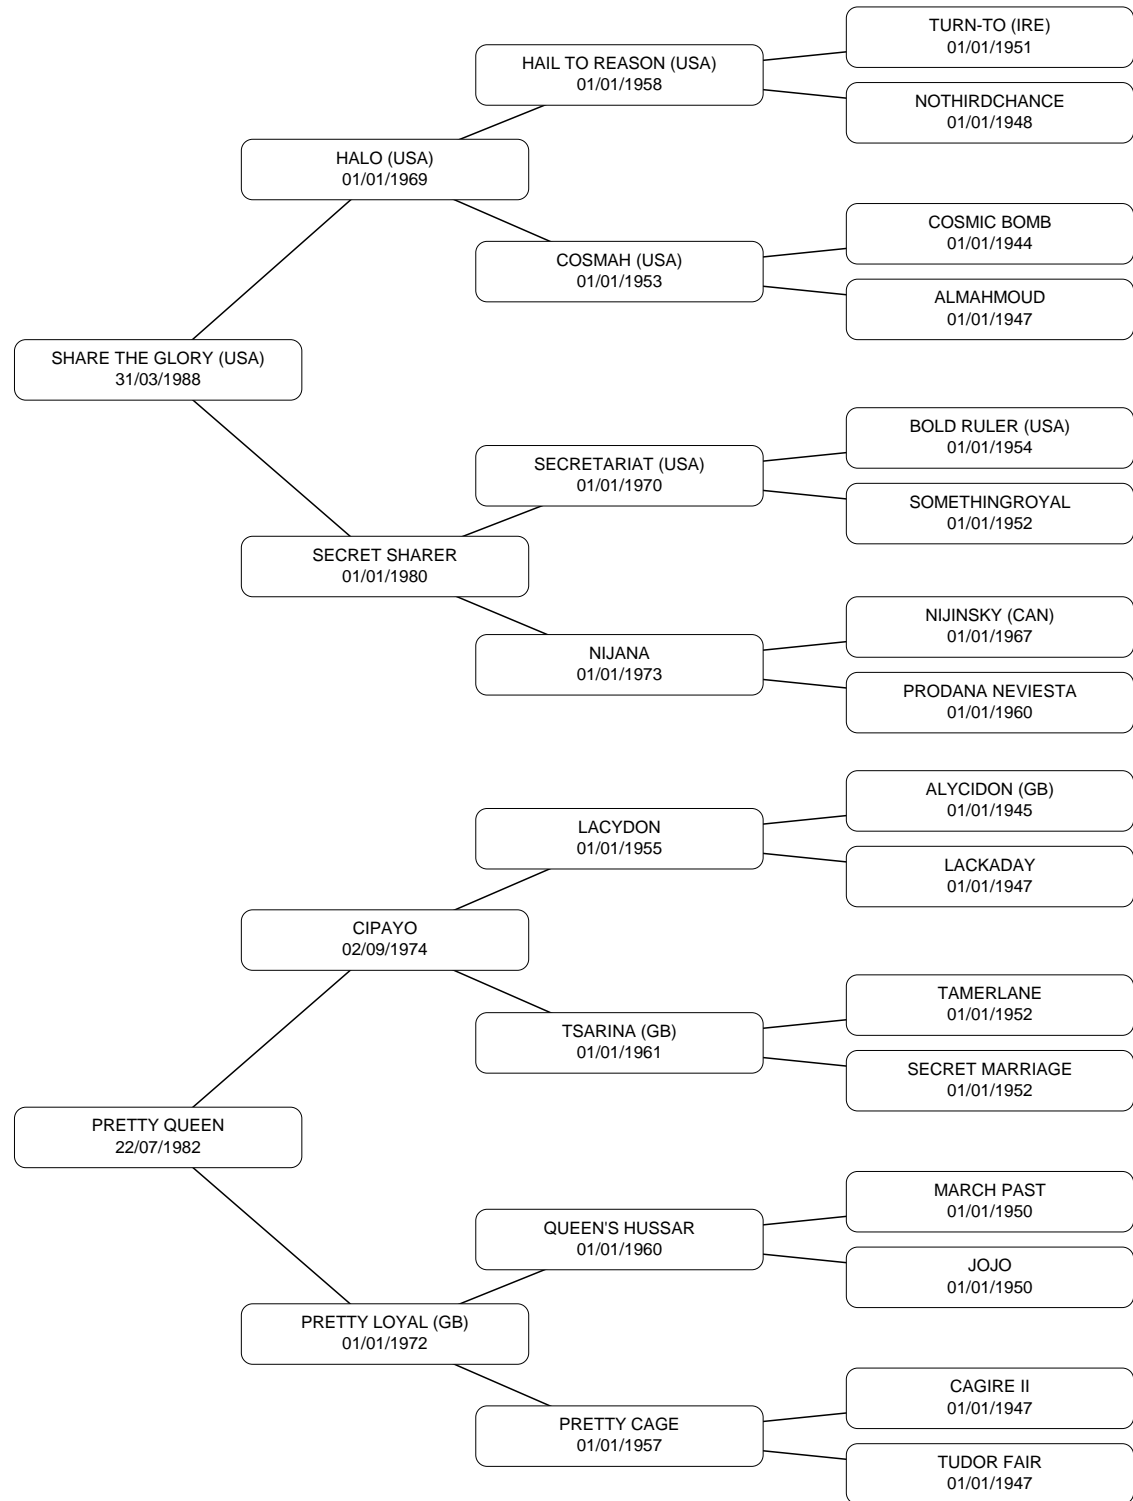 TURN-TO (IRE)
01/01/1951
HAIL TO REASON (USA)
01/01/1958
NOTHIRDCHANCE
01/01/1948
HALO (USA)
01/01/1969
COSMIC BOMB
01/01/1944
COSMAH (USA)
01/01/1953
ALMAHMOUD
01/01/1947
SHARE THE GLORY (USA)
31/03/1988
BOLD RULER (USA)
01/01/1954
SECRETARIAT (USA)
01/01/1970
SOMETHINGROYAL
01/01/1952
SECRET SHARER
01/01/1980
NIJINSKY (CAN)
01/01/1967
NIJANA
01/01/1973
PRODANA NEVIESTA
01/01/1960
ALYCIDON (GB)
01/01/1945
LACYDON
01/01/1955
LACKADAY
01/01/1947
CIPAYO
02/09/1974
TAMERLANE
01/01/1952
TSARINA (GB)
01/01/1961
SECRET MARRIAGE
01/01/1952
PRETTY QUEEN
22/07/1982
MARCH PAST
01/01/1950
QUEEN'S HUSSAR
01/01/1960
JOJO
01/01/1950
PRETTY LOYAL (GB)
01/01/1972
CAGIRE II
01/01/1947
PRETTY CAGE
01/01/1957
TUDOR FAIR
01/01/1947